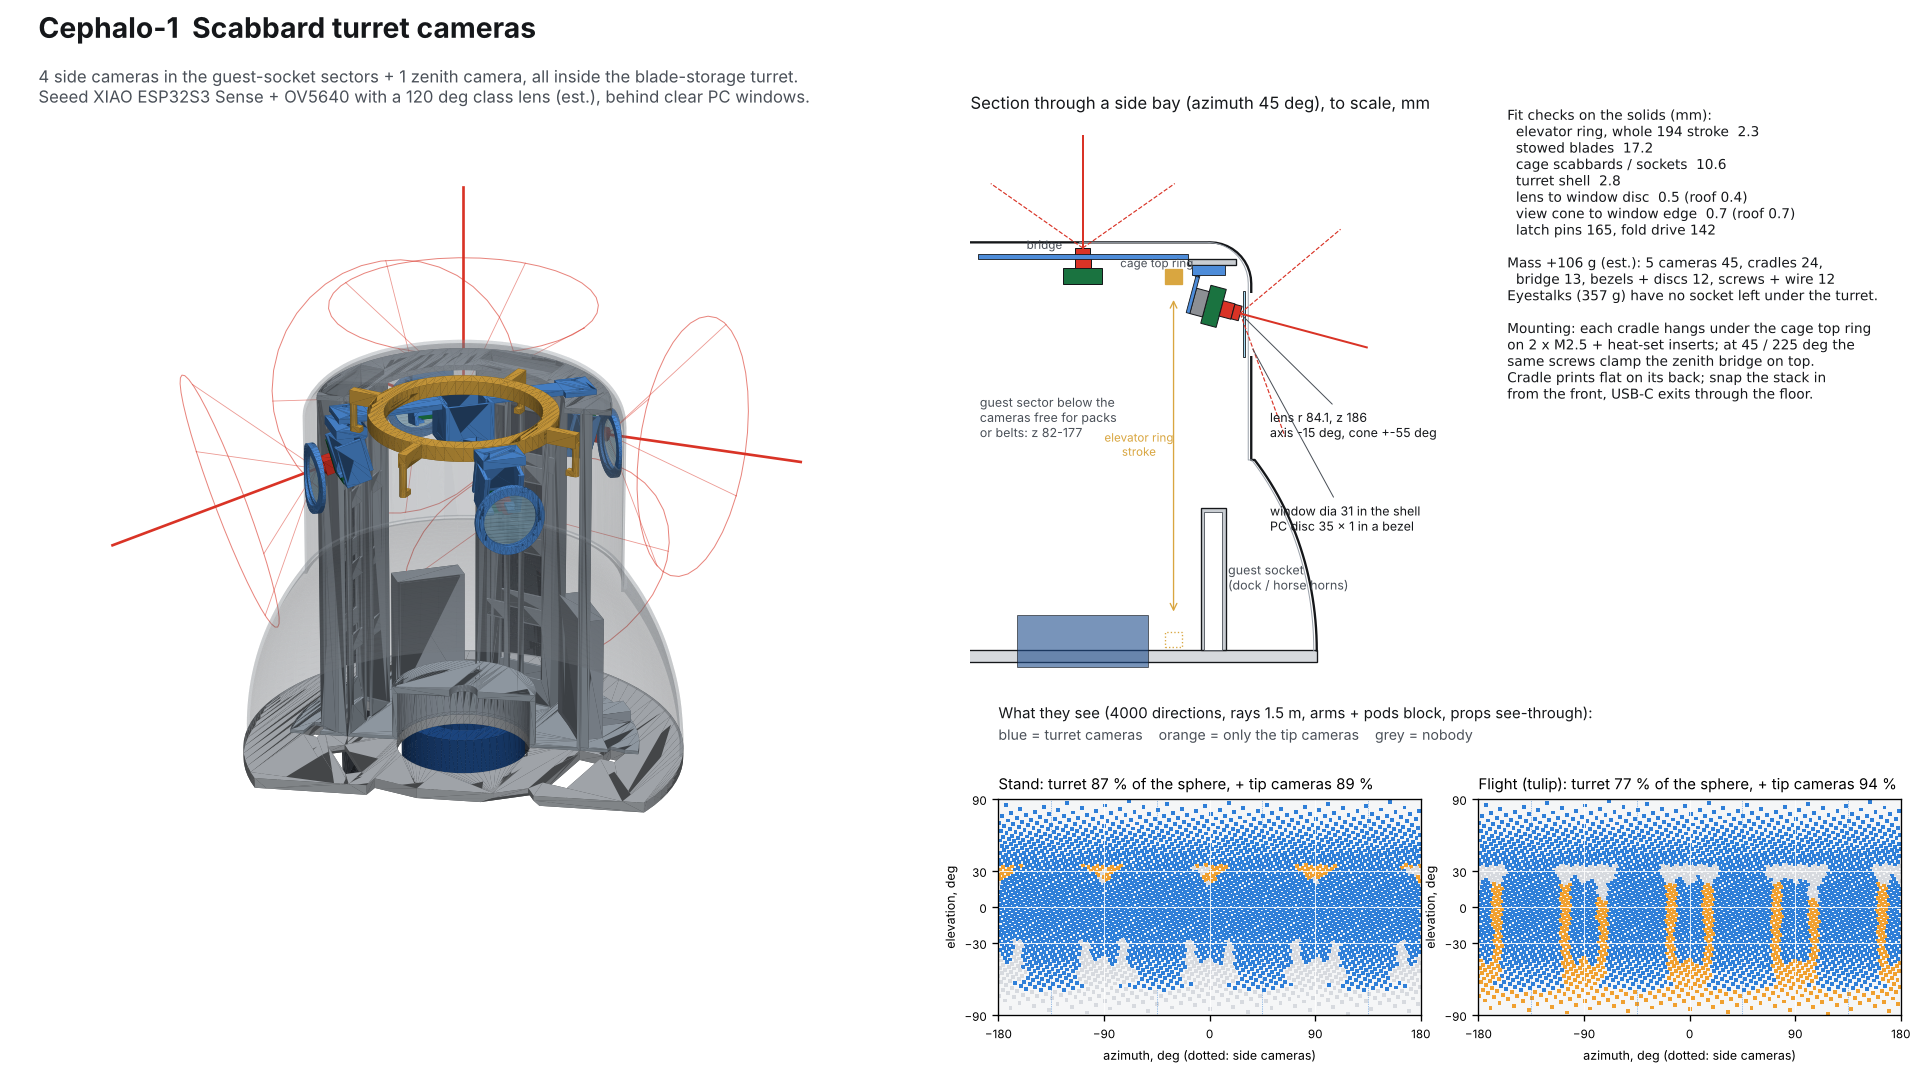 Cephalo-1 Scabbard turret cameras
4 side cameras in the guest-socket sectors + 1 zenith camera, all inside the blade-storage turret.
Seeed XIAO ESP32S3 Sense + OV5640 with a 120 deg class lens (est.), behind clear PC windows.
Section through a side bay (azimuth 45 deg), to scale, mm
bridge
cage top ring
guest sector below the
cameras free for packs
or belts: z 82-177
elevator ring
stroke
lens r 84.1, z 186
axis -15 deg, cone +-55 deg
window dia 31 in the shell
PC disc 35 × 1 in a bezel
guest socket
(dock / horse horns)
Fit checks on the solids (mm):
elevator ring, whole 194 stroke 2.3
stowed blades 17.2
cage scabbards / sockets 10.6
turret shell 2.8
lens to window disc 0.5 (roof 0.4)
view cone to window edge 0.7 (roof 0.7)
latch pins 165, fold drive 142
Mass +106 g (est.): 5 cameras 45, cradles 24,
bridge 13, bezels + discs 12, screws + wire 12
Eyestalks (357 g) have no socket left under the turret.
Mounting: each cradle hangs under the cage top ring
on 2 x M2.5 + heat-set inserts; at 45 / 225 deg the
same screws clamp the zenith bridge on top.
Cradle prints flat on its back; snap the stack in
from the front, USB-C exits through the floor.
What they see (4000 directions, rays 1.5 m, arms + pods block, props see-through):
blue = turret cameras orange = only the tip cameras grey = nobody
Stand: turret 87 % of the sphere, + tip cameras 89 %
90
30
0
−30
−90
elevation, deg
−180
−90
0
90
180
azimuth, deg (dotted: side cameras)
Flight (tulip): turret 77 % of the sphere, + tip cameras 94 %
90
30
0
−30
−90
elevation, deg
−180
−90
0
90
180
azimuth, deg (dotted: side cameras)